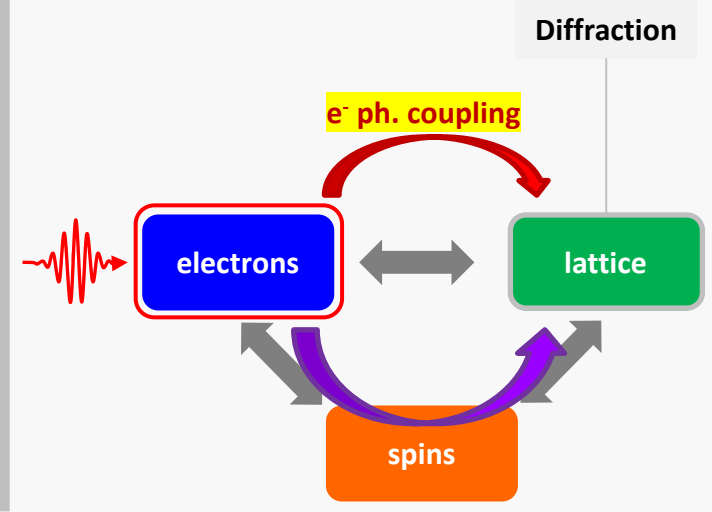 Diffraction
e⁻ ph. coupling
electrons
lattice
spins